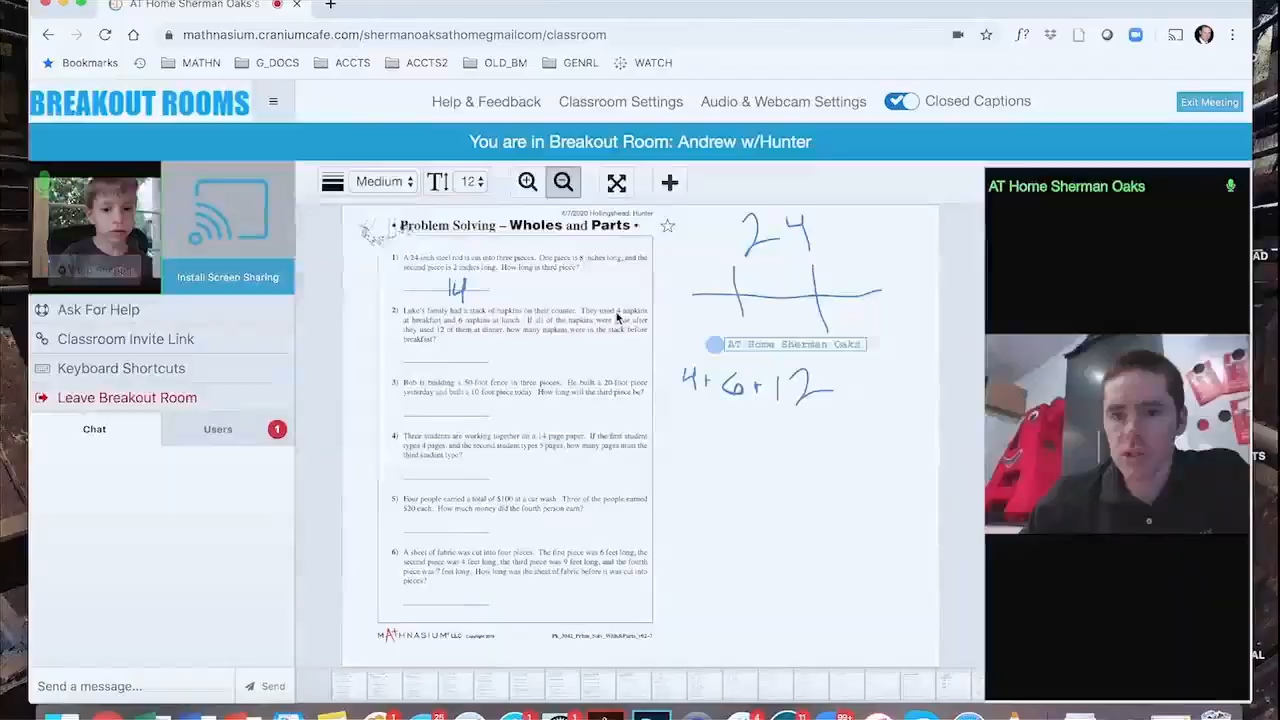 AT Home Sherman Oaks's
mathnasium.craniumcafe.com/shermanoaksathomegmailcom/classroom
Bookmarks MATHN G_DOCS ACCTS ACCTS2 OLD_BM GENRL WATCH
BREAKOUT ROOMS
Help & Feedback Classroom Settings Audio & Webcam Settings Closed Captions Exit Meeting
You are in Breakout Room: Andrew w/Hunter
Medium 12
Install Screen Sharing
Ask For Help
Classroom Invite Link
Keyboard Shortcuts
Leave Breakout Room
Chat Users 1
Send a message... Send
4/7/2020 Hollingshead, Hunter
• Problem Solving – Wholes and Parts •
1) A 24-inch steel rod is cut into three pieces. One piece is 8 inches long, and the
second piece is 2 inches long. How long is third piece?
14
2) Luke's family had a stack of napkins on their counter. They used 4 napkins
at breakfast and 6 napkins at lunch. If all of the napkins were after
they used 12 of them at dinner, how many napkins were in the stack before
breakfast?
3) Bob is building a 50-foot fence in three pieces. He built a 20-foot piece
yesterday and built a 10-foot piece today. How long will the third piece be?
4) Three students are working together on a 14 page paper. If the first student
types 4 pages, and the second student types 5 pages, how many pages must the
third student type?
5) Four people earned a total of $100 at a car wash. Three of the people earned
$20 each. How much money did the fourth person earn?
6) A sheet of fabric was cut into four pieces. The first piece was 6 feet long, the
second piece was 4 feet long, the third piece was 9 feet long, and the fourth
piece was 7 feet long. How long was the sheet of fabric before it was cut into
pieces?
MATHNASIUM LLC Copyright
24
AT Home Sherman Oaks
4+6+12
AT Home Sherman Oaks